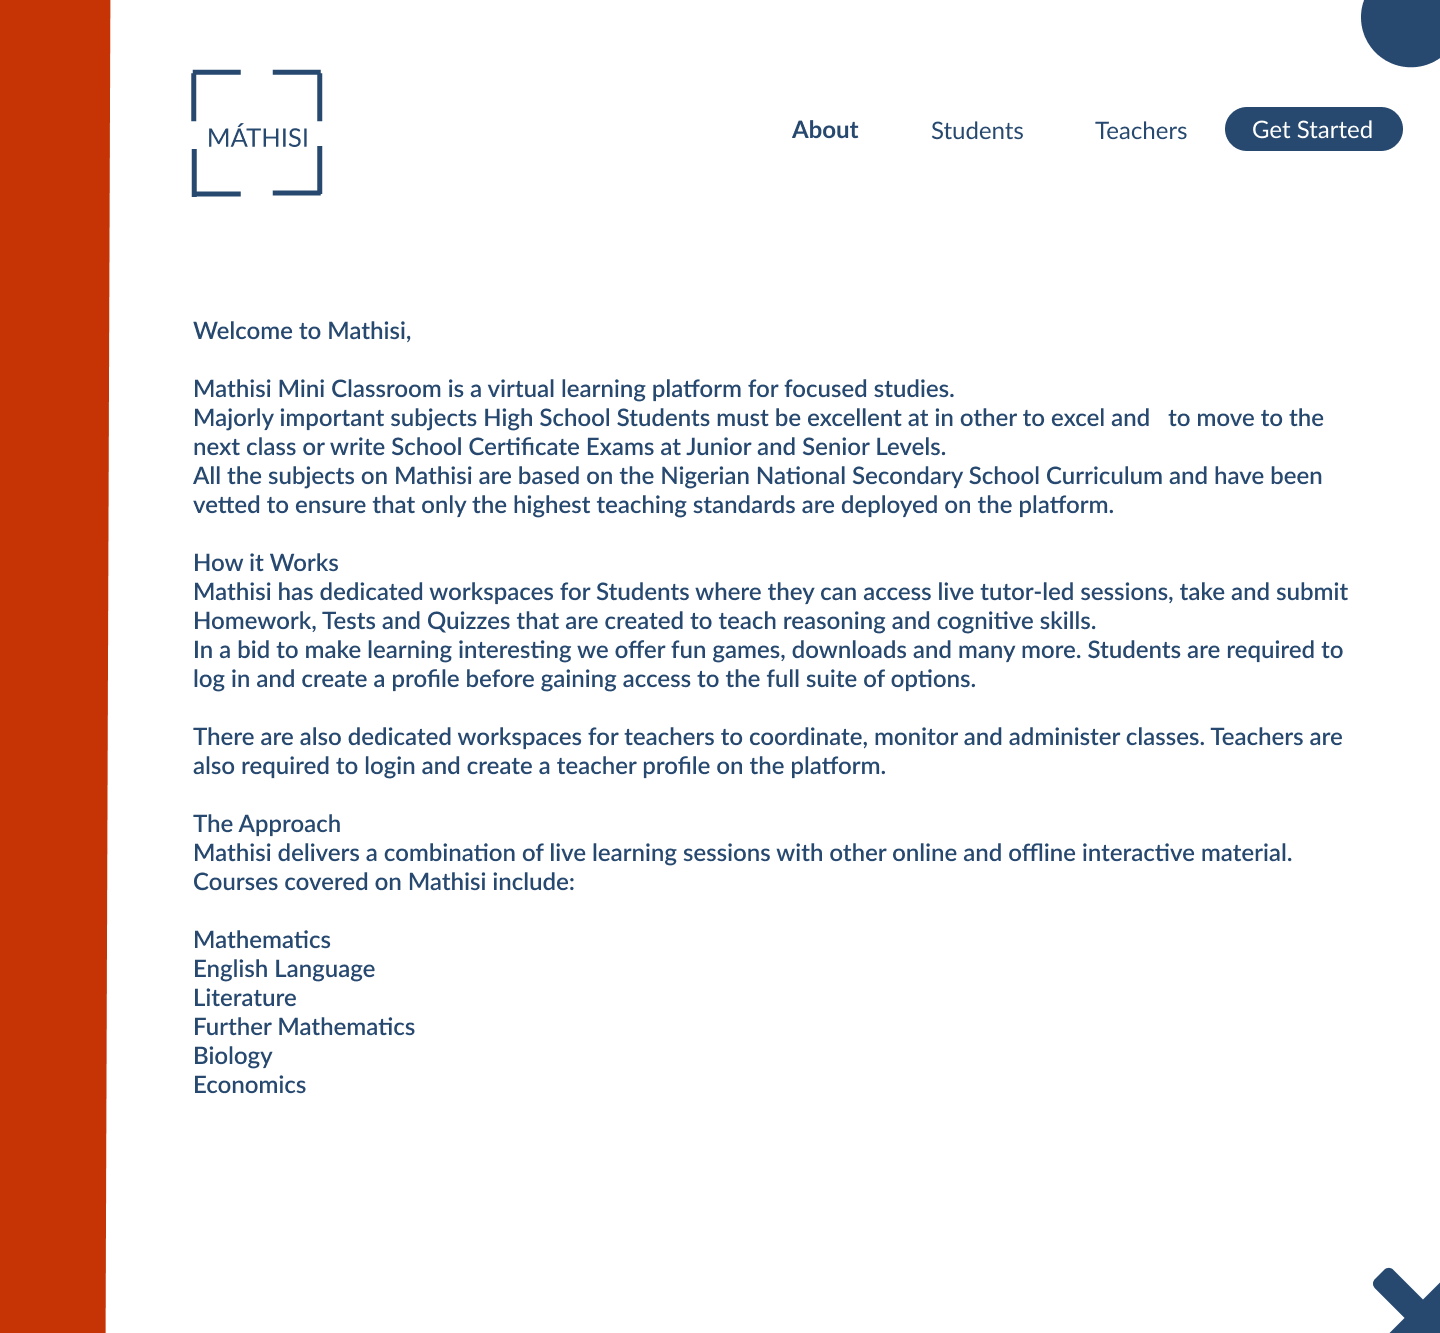 MÁTHISI
About Students Teachers Get Started
Welcome to Mathisi,
Mathisi Mini Classroom is a virtual learning platform for focused studies.
Majorly important subjects High School Students must be excellent at in other to excel and   to move to the
next class or write School Certificate Exams at Junior and Senior Levels.
All the subjects on Mathisi are based on the Nigerian National Secondary School Curriculum and have been
vetted to ensure that only the highest teaching standards are deployed on the platform.
How it Works
Mathisi has dedicated workspaces for Students where they can access live tutor-led sessions, take and submit
Homework, Tests and Quizzes that are created to teach reasoning and cognitive skills.
In a bid to make learning interesting we offer fun games, downloads and many more. Students are required to
log in and create a profile before gaining access to the full suite of options.
There are also dedicated workspaces for teachers to coordinate, monitor and administer classes. Teachers are
also required to login and create a teacher profile on the platform.
The Approach
Mathisi delivers a combination of live learning sessions with other online and offline interactive material.
Courses covered on Mathisi include:
Mathematics
English Language
Literature
Further Mathematics
Biology
Economics